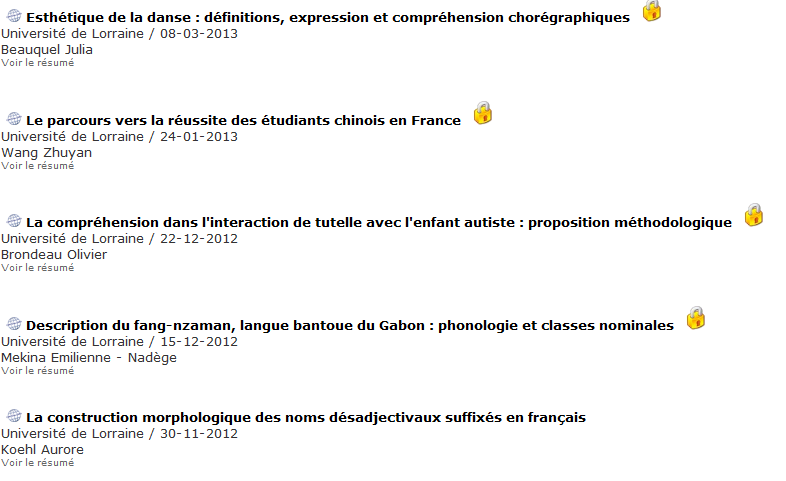 Esthétique de la danse : définitions, expression et compréhension chorégraphiques
Université de Lorraine / 08-03-2013
Beauquel Julia
Voir le résumé
Le parcours vers la réussite des étudiants chinois en France
Université de Lorraine / 24-01-2013
Wang Zhuyan
Voir le résumé
La compréhension dans l'interaction de tutelle avec l'enfant autiste : proposition méthodologique
Université de Lorraine / 22-12-2012
Brondeau Olivier
Voir le résumé
Description du fang-nzaman, langue bantoue du Gabon : phonologie et classes nominales
Université de Lorraine / 15-12-2012
Mekina Emilienne - Nadège
Voir le résumé
La construction morphologique des noms désadjectivaux suffixés en français
Université de Lorraine / 30-11-2012
Koehl Aurore
Voir le résumé